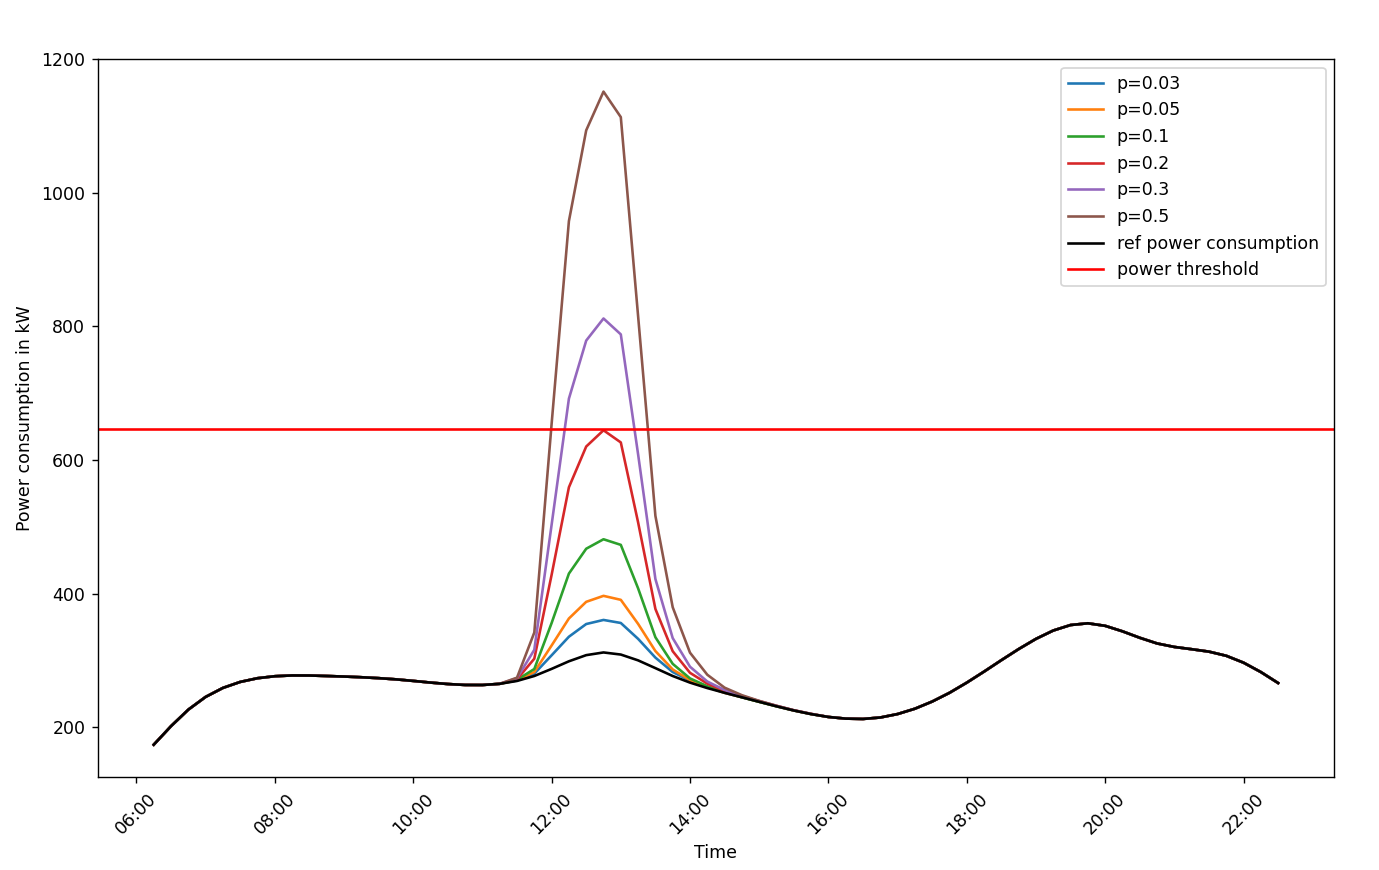 1200
1000
800
600
400
200
Power consumption in kW
p=0.03
p=0.05
p=0.1
p=0.2
p=0.3
p=0.5
ref power consumption
power threshold
06:00
08:00
10:00
12:00
14:00
16:00
18:00
20:00
22:00
Time